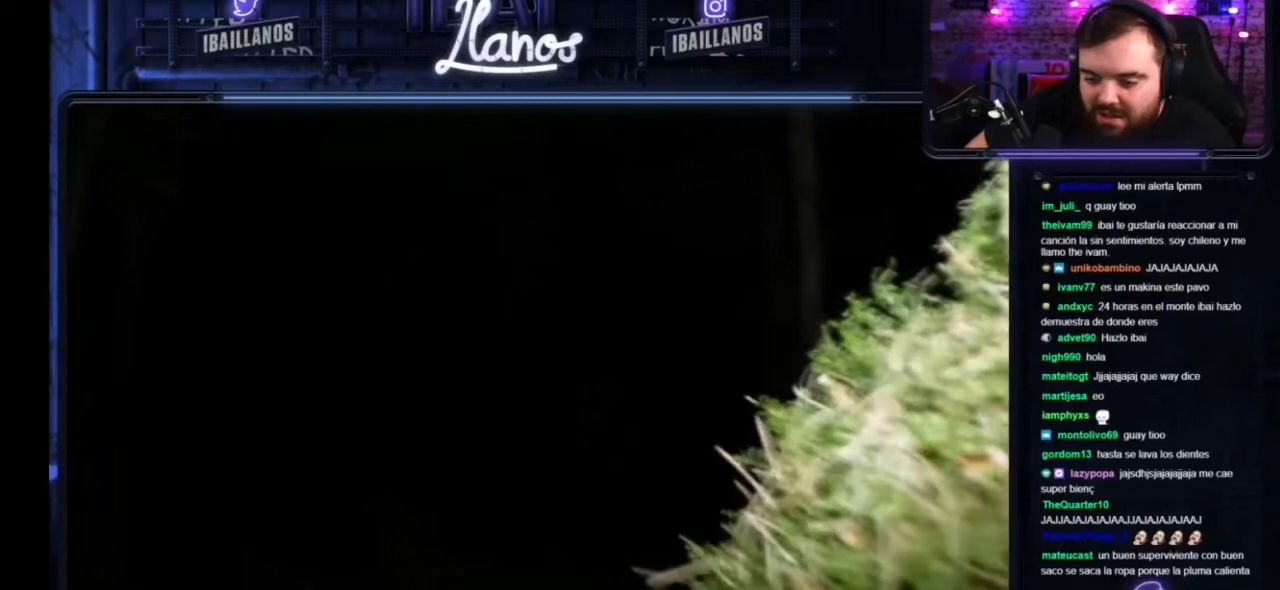 Llanos
IBAILLANOS
IBAILLANOS
lee mi alerta lpmm
im_juli_ q guay tioo
theivam99 ibai te gustaría reaccionar a mi
canción la sin sentimientos. soy chileno y me
llamo the ivam.
unikobambino JAJAJAJAJAJA
ivanv77 es un makina este pavo
andxyc 24 horas en el monte ibai hazlo
demuestra de donde eres
advet90 Hazlo ibai
nigh990 hola
mateitogt Jjjajajjajaj que way dice
martijesa eo
iamphyxs
montolivo69 guay tioo
gordom13 hasta se lava los dientes
lazypopa jajsdhjsjajajajjaja me cae
super bienç
TheQuarter10
JAJJAJAJAJAJAAJJAJAJAJAJAAJ
mateucast un buen superviviente con buen
saco se saca la ropa porque la pluma calienta